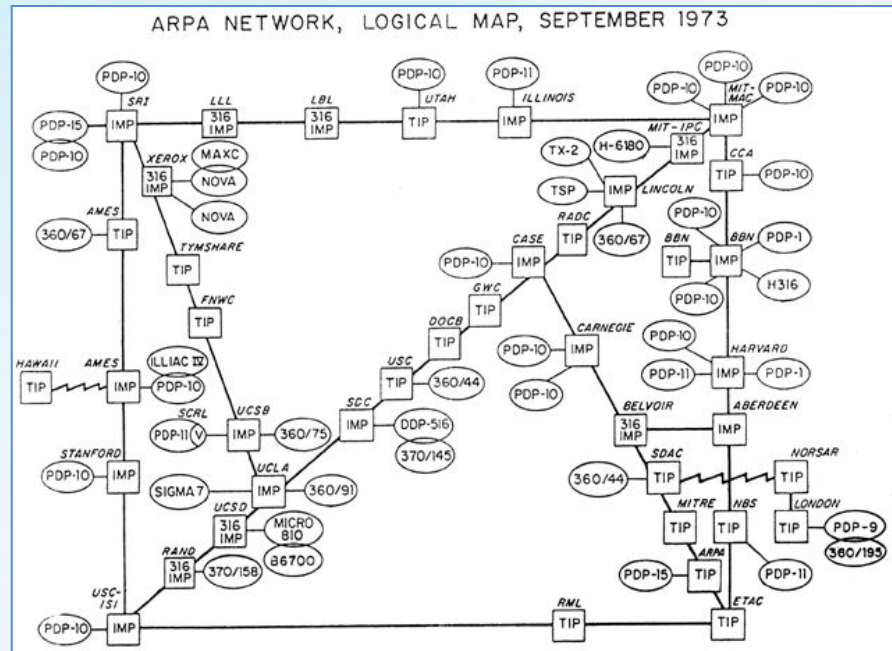 ARPA NETWORK, LOGICAL MAP, SEPTEMBER 1973
PDP-10
SRI
IMP
PDP-15
PDP-10
LLL
316 IMP
LBL
316 IMP
PDP-10
UTAH
TIP
PDP-11
ILLINOIS
IMP
PDP-10
PDP-10
PDP-10
MIT-MAC
IMP
MIT-IPC
316 IMP
H-6180
XEROX
316 IMP
MAXC
NOVA
NOVA
TX-2
TSP
IMP
LINCOLN
360/67
CCA
TIP
PDP-10
AMES
TIP
360/67
TYMSHARE
TIP
RADC
TIP
CASE
IMP
PDP-10
BBN
TIP
PDP-10
BBN
IMP
PDP-1
H316
PDP-10
FNWC
TIP
GWC
TIP
DOCB
TIP
USC
TIP
360/44
CARNEGIE
IMP
PDP-10
PDP-10
PDP-10
HARVARD
IMP
PDP-11
PDP-1
HAWAII
TIP
AMES
IMP
ILLIAC IV
PDP-10
SCRL
PDP-11
V
UCSB
IMP
360/75
SDC
IMP
DDP-516
370/145
BELVOIR
316 IMP
ABERDEEN
IMP
STANFORD
IMP
PDP-10
UCLA
IMP
SIGMA 7
360/91
SDAC
TIP
360/44
NORSAR
TIP
UCSD
316 IMP
MICRO 810
B6700
MITRE
TIP
NBS
TIP
PDP-11
LONDON
TIP
PDP-9
360/195
RAND
316 IMP
370/158
ARPA
TIP
PDP-15
USC-ISI
IMP
PDP-10
RML
TIP
ETAC
TIP